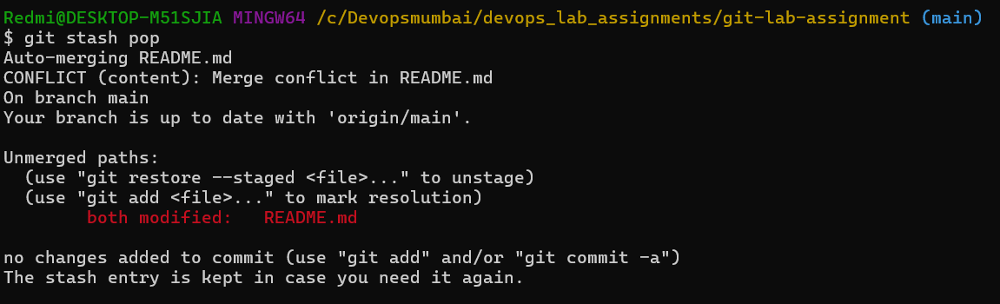 Redmi@DESKTOP-M51SJIA MINGW64 /c/Devopsmumbai/devops_lab_assignments/git-lab-assignment (main)
$ git stash pop
Auto-merging README.md
CONFLICT (content): Merge conflict in README.md
On branch main
Your branch is up to date with 'origin/main'.
Unmerged paths:
  (use "git restore --staged <file>..." to unstage)
  (use "git add <file>..." to mark resolution)
        both modified:   README.md
no changes added to commit (use "git add" and/or "git commit -a")
The stash entry is kept in case you need it again.